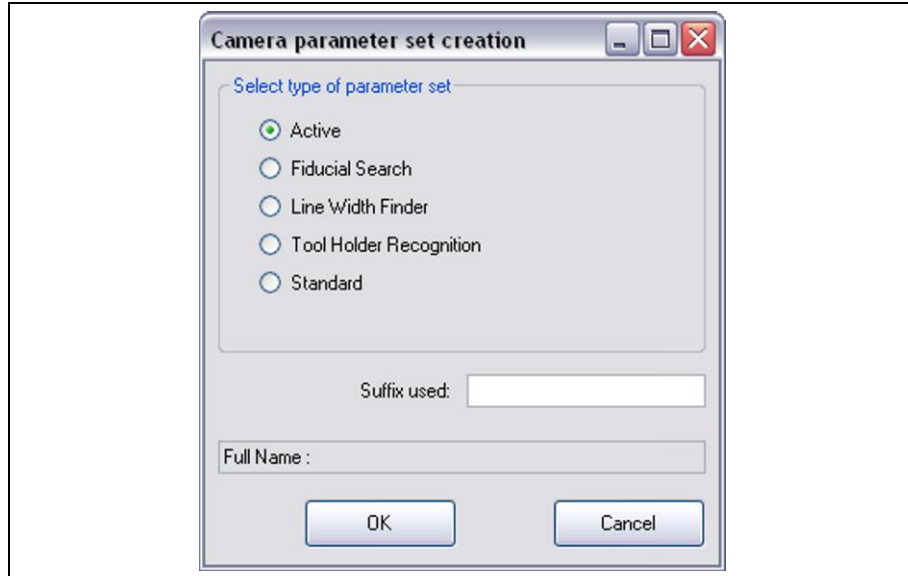 Camera parameter set creation
Select type of parameter set
Active
Fiducial Search
Line Width Finder
Tool Holder Recognition
Standard
Suffix used:
Full Name :
OK
Cancel